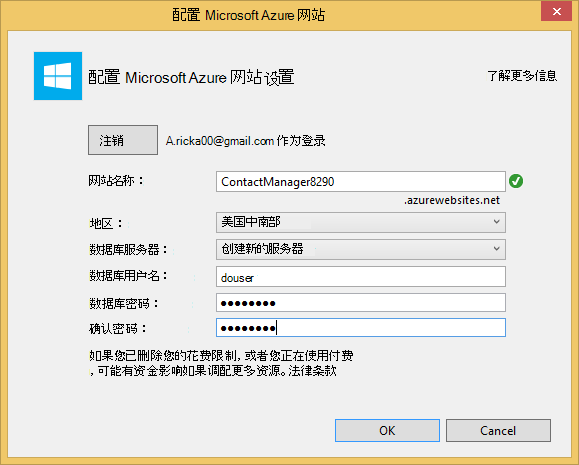 配置 Microsoft Azure 网站
配置 Microsoft Azure 网站设置
了解更多信息
注销
A.ricka00@gmail.com 作为登录
网站名称：
ContactManager8290
.azurewebsites.net
地区：
美国中南部
数据库服务器：
创建新的服务器
数据库用户名：
douser
数据库密码：
●●●●●●●●
确认密码：
●●●●●●●●
如果您已删除您的花费限制, 或者您正在使用付费
, 可能有资金影响如果调配更多资源。法律条款
OK
Cancel